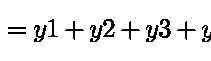 = y1 + y2 + y3 + y